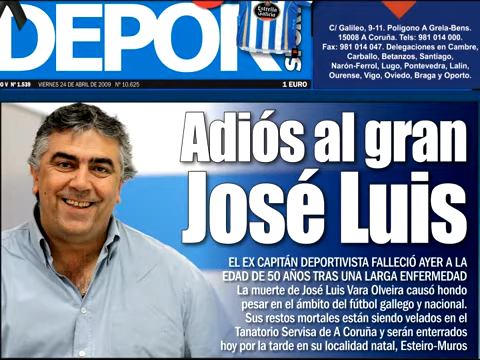 DEPOR
Estrella
Galicia
C/ Galileo, 9-11. Polígono A Grela-Bens.
15008 A Coruña. Tels: 981 014 000.
Fax: 981 014 047. Delegaciones en Cambre,
Carballo, Betanzos, Santiago,
Narón-Ferrol, Lugo, Pontevedra, Lalín,
Ourense, Vigo, Oviedo, Braga y Oporto.
O V Nº 1.539
VIERNES 24 DE ABRIL DE 2009 Nº 10.625
1 EURO
Adiós al gran
José Luis
EL EX CAPITÁN DEPORTIVISTA FALLECIÓ AYER A LA
EDAD DE 50 AÑOS TRAS UNA LARGA ENFERMEDAD
La muerte de José Luis Vara Olveira causó hondo
pesar en el ámbito del fútbol gallego y nacional.
Sus restos mortales están siendo velados en el
Tanatorio Servisa de A Coruña y serán enterrados
hoy por la tarde en su localidad natal, Esteiro-Muros